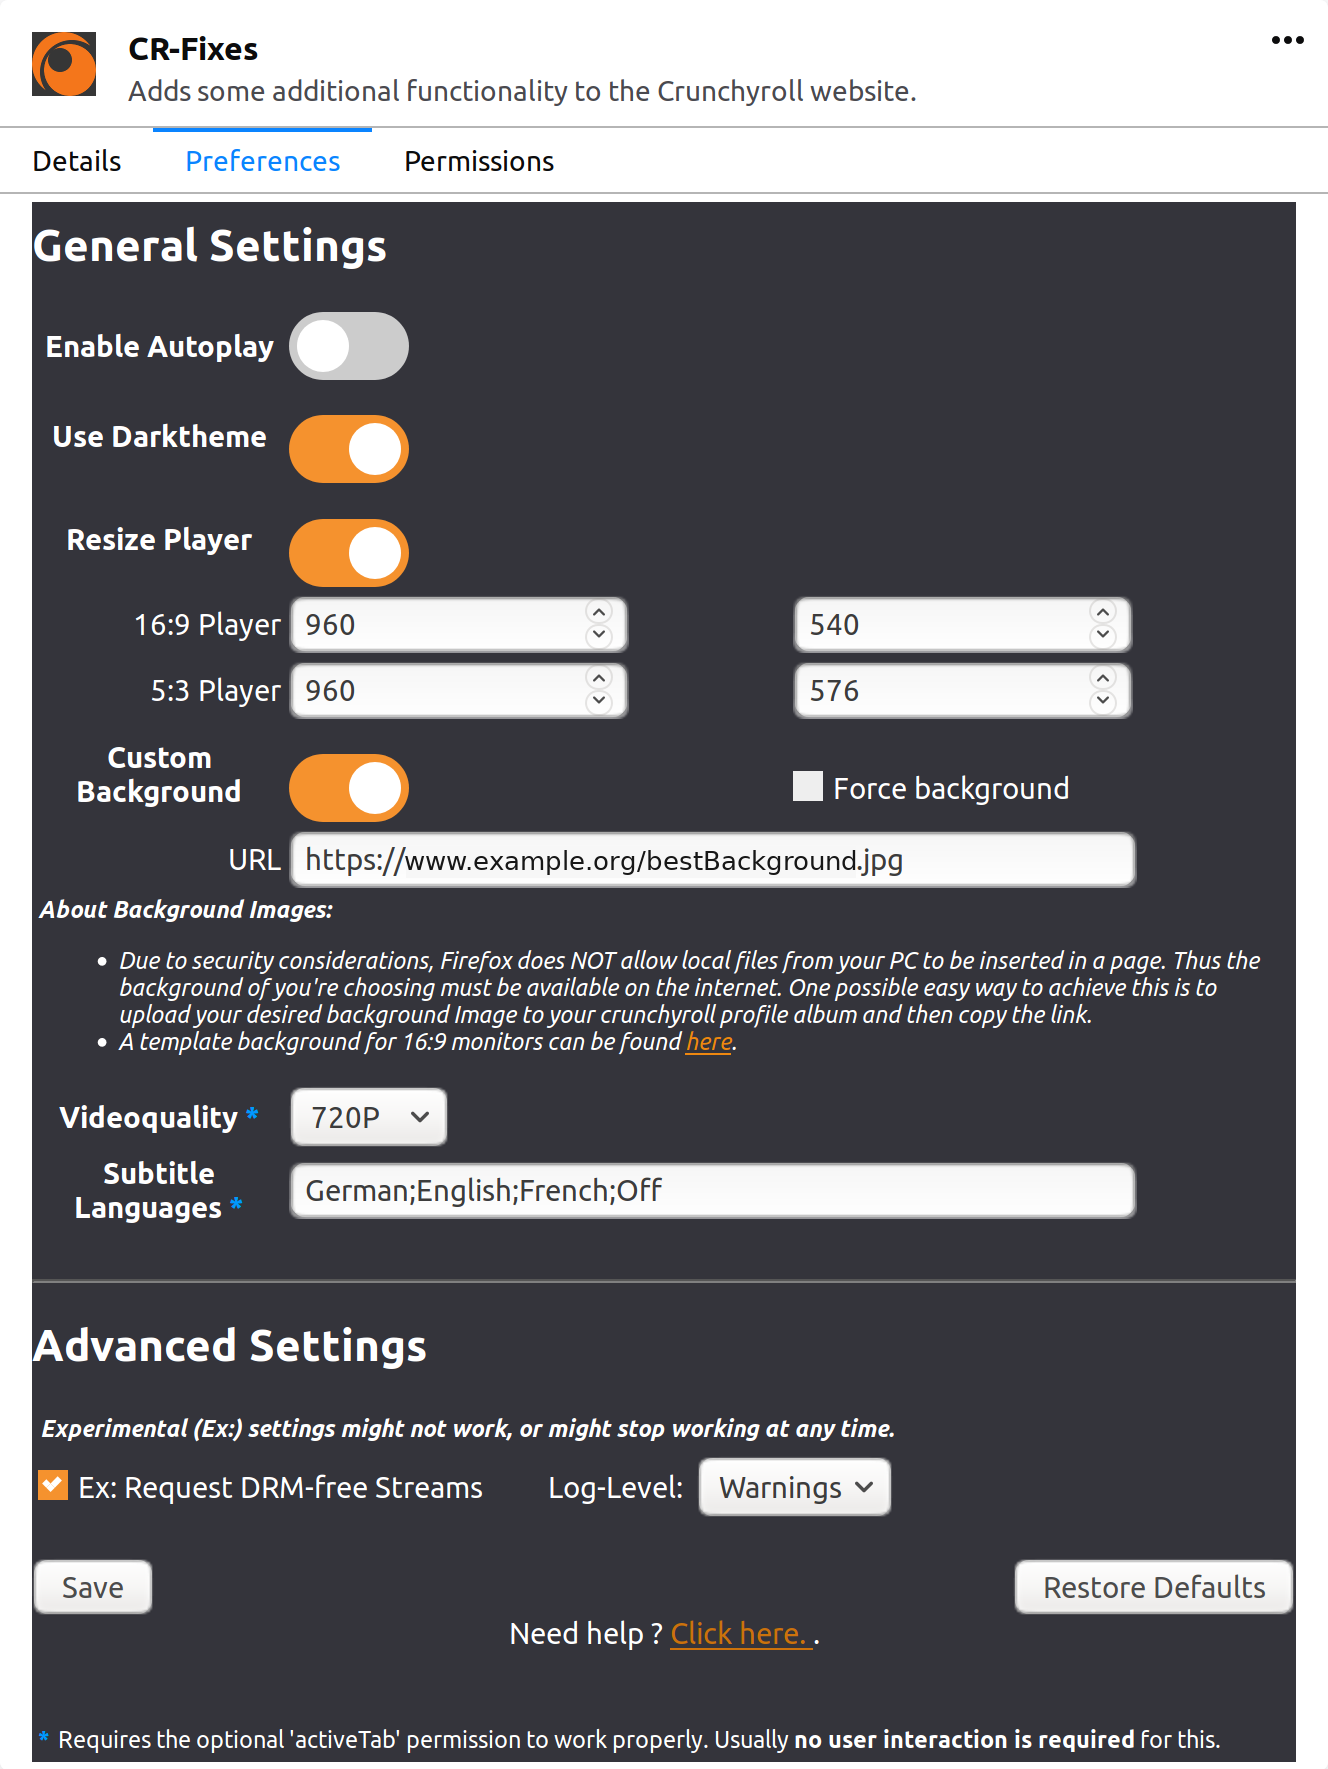 CR-Fixes
Adds some additional functionality to the Crunchyroll website.
Details Preferences Permissions
General Settings
Enable Autoplay
Use Darktheme
Resize Player
16:9 Player 960 540
5:3 Player 960 576
Custom
Background Force background
URL https://www.example.org/bestBackground.jpg
About Background Images:
• Due to security considerations, Firefox does NOT allow local files from your PC to be inserted in a page. Thus the
background of you're choosing must be available on the internet. One possible easy way to achieve this is to
upload your desired background Image to your crunchyroll profile album and then copy the link.
• A template background for 16:9 monitors can be found here.
Videoquality * 720P
Subtitle
Languages * German;English;French;Off
Advanced Settings
Experimental (Ex:) settings might not work, or might stop working at any time.
Ex: Request DRM-free Streams Log-Level: Warnings
Save Restore Defaults
Need help ? Click here. .
* Requires the optional 'activeTab' permission to work properly. Usually no user interaction is required for this.